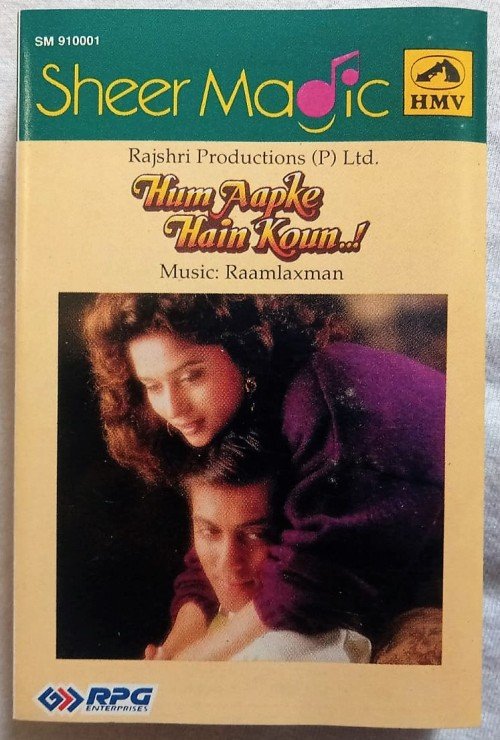 SM 910001
Sheer Magic
HMV
Rajshri Productions (P) Ltd.
Hum Aapke
Hain Koun..!
Music: Raamlaxman
RPG
ENTERPRISES